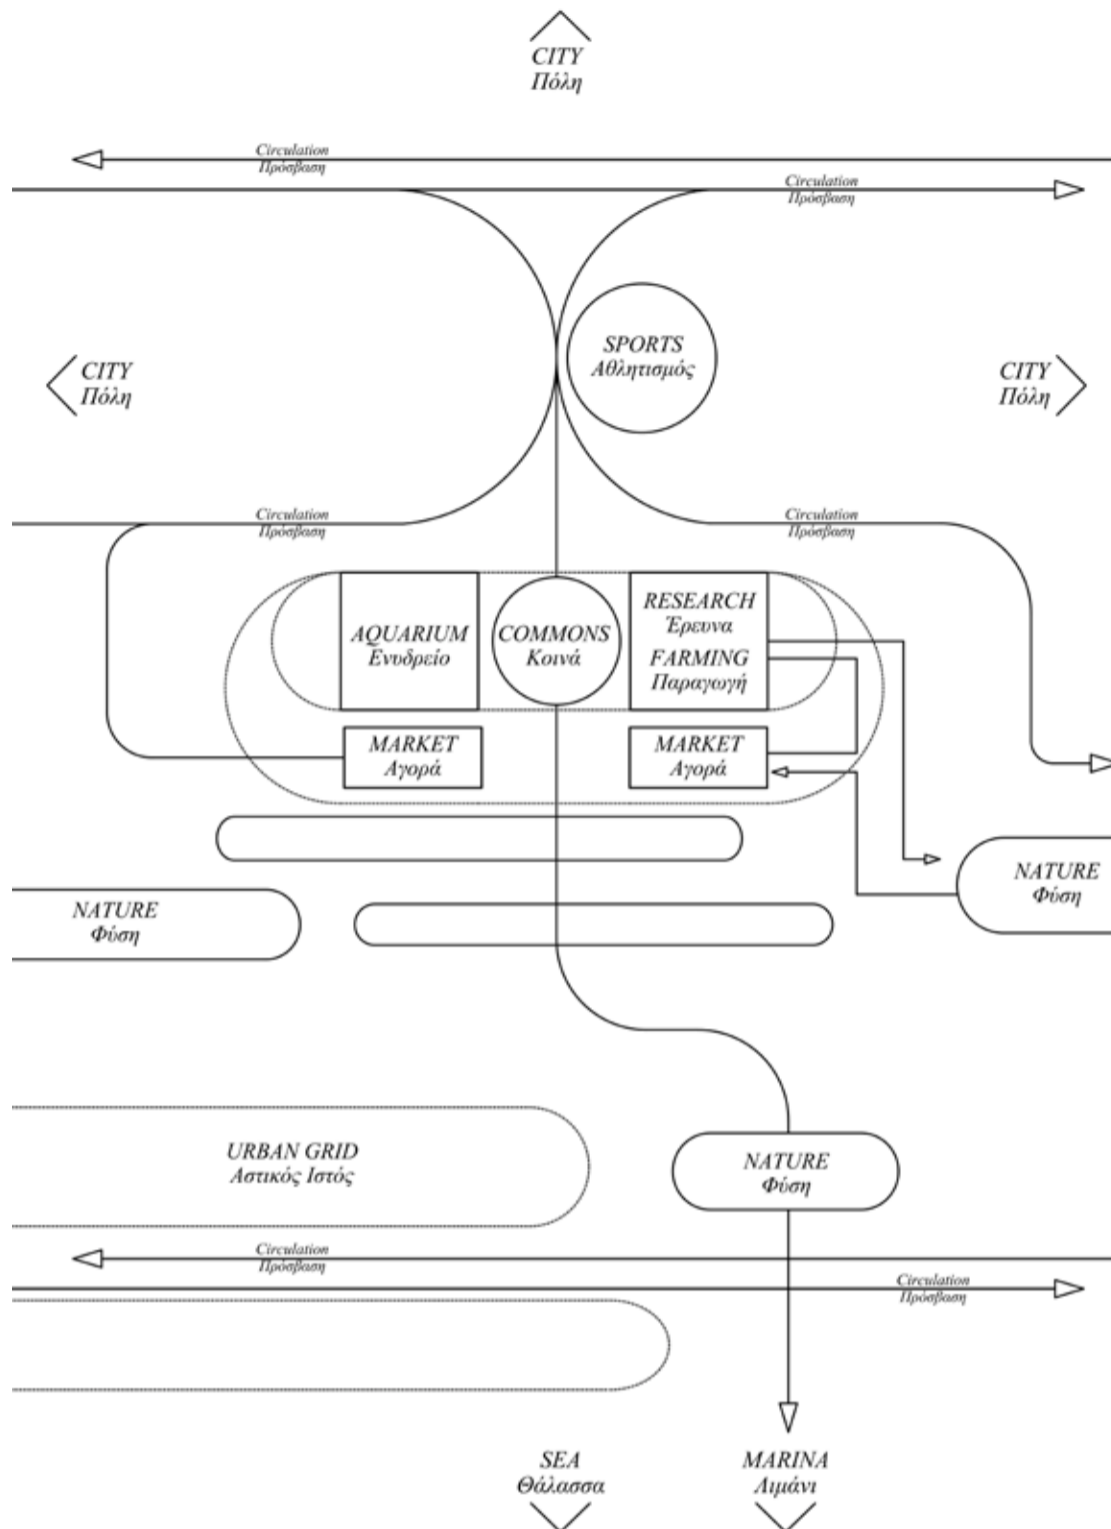 CITY
Πόλη
Circulation
Πρόσβαση
Circulation
Πρόσβαση
SPORTS
Αθλητισμός
CITY
Πόλη
CITY
Πόλη
Circulation
Πρόσβαση
Circulation
Πρόσβαση
AQUARIUM
Ενυδρείο
COMMONS
Κοινά
RESEARCH
Έρευνα
FARMING
Παραγωγή
MARKET
Αγορά
MARKET
Αγορά
NATURE
Φύση
NATURE
Φύση
URBAN GRID
Αστικός Ιστός
NATURE
Φύση
Circulation
Πρόσβαση
Circulation
Πρόσβαση
SEA
Θάλασσα
MARINA
Λιμάνι